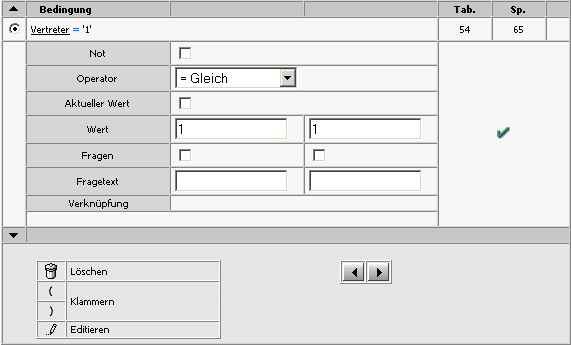 Bedingung Tab. Sp.
Vertreter = '1' 54 65
Not
Operator = Gleich
Aktueller Wert
Wert 1 1
Fragen
Fragetext
Verknüpfung
Löschen
(
Klammern
)
Editieren